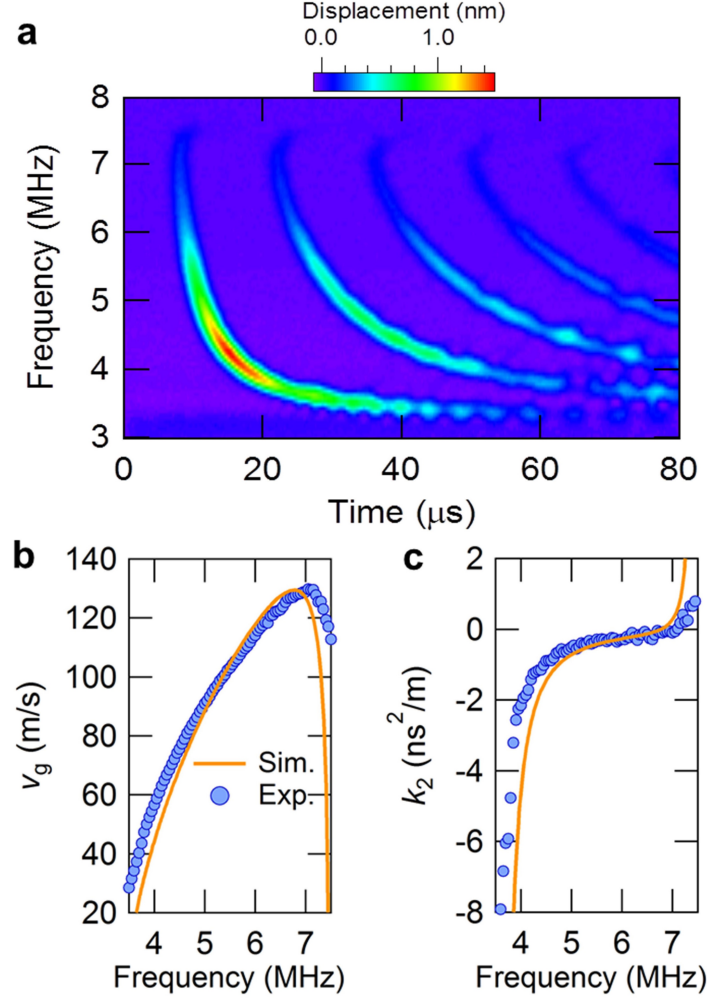 a
Displacement (nm)
0.0 1.0
8
7
6
5
4
3
Frequency (MHz)
0 20 40 60 80
Time (μs)
b
140
120
100
80
60
40
20
v_g (m/s)
Sim.
Exp.
4 5 6 7
Frequency (MHz)
c
2
0
-2
-4
-6
-8
k₂ (ns²/m)
4 5 6 7
Frequency (MHz)